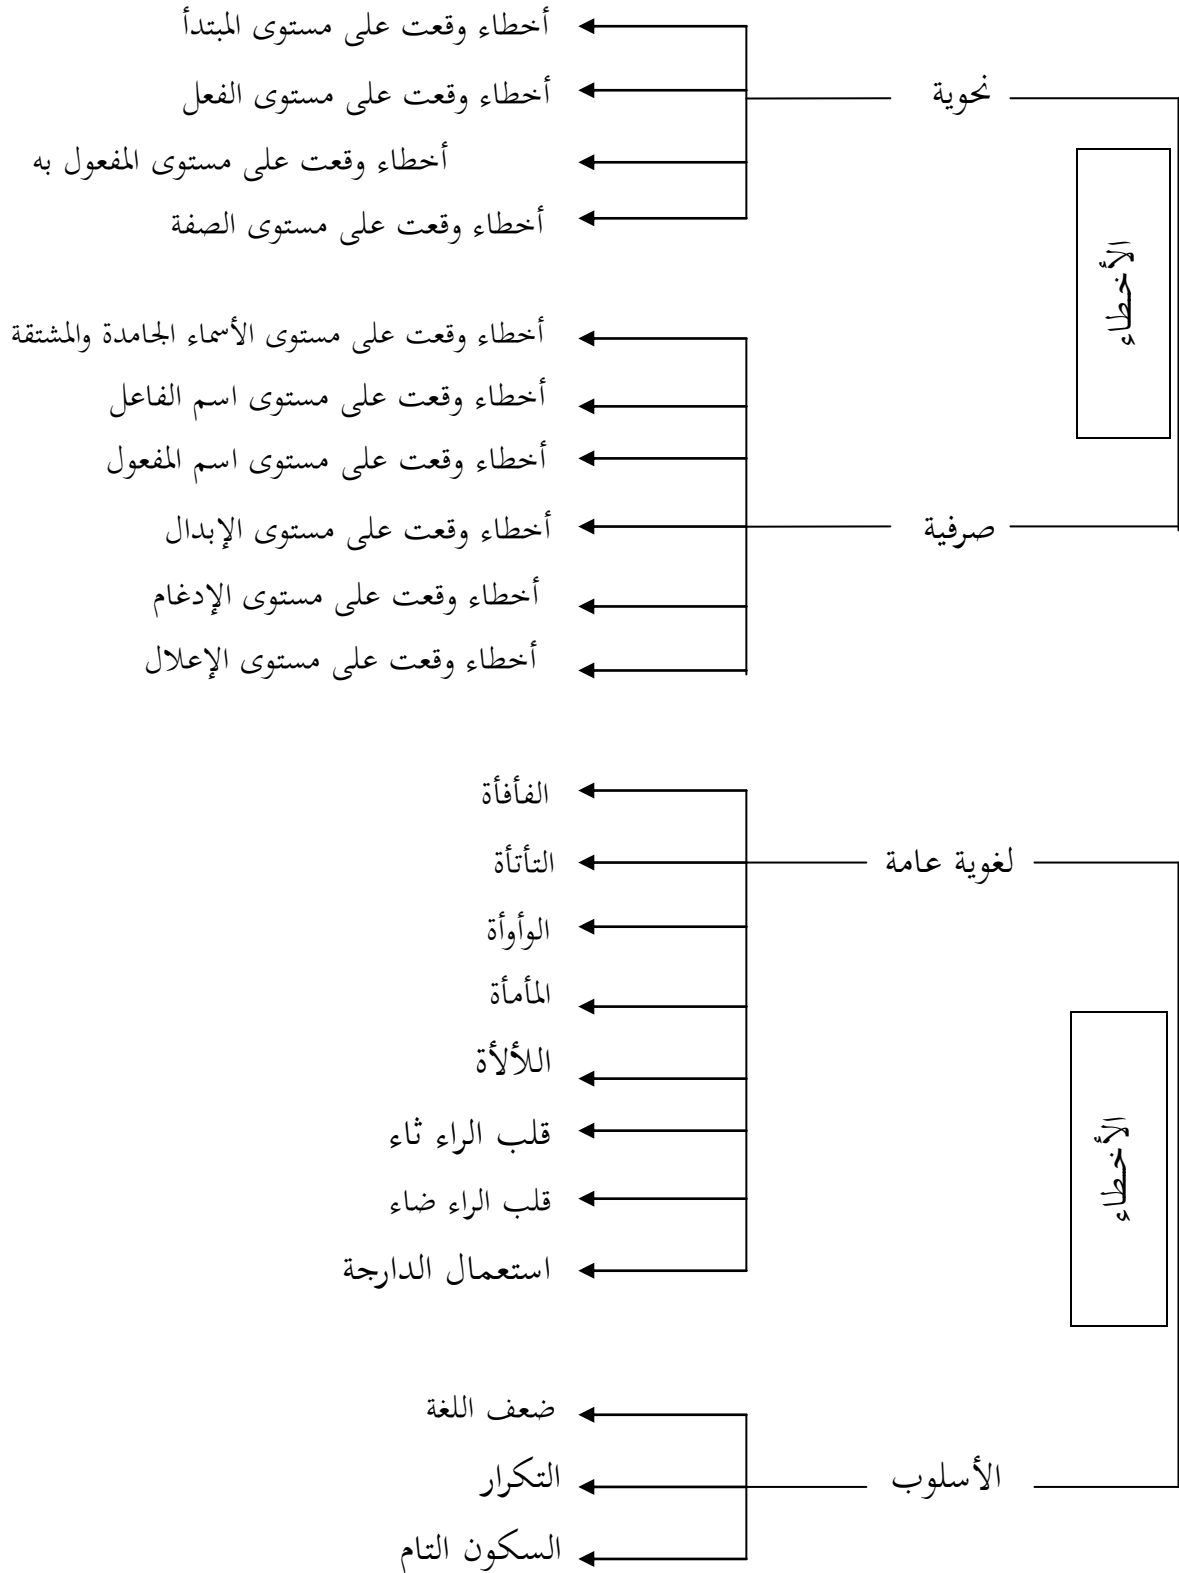 الأخطاء
نحوية
أخطاء وقعت على مستوى المبتدأ
أخطاء وقعت على مستوى الفعل
أخطاء وقعت على مستوى المفعول به
أخطاء وقعت على مستوى الصفة
صرفية
أخطاء وقعت على مستوى الأسماء الجامدة والمشتقة
أخطاء وقعت على مستوى اسم الفاعل
أخطاء وقعت على مستوى اسم المفعول
أخطاء وقعت على مستوى الإبدال
أخطاء وقعت على مستوى الإدغام
أخطاء وقعت على مستوى الإعلال
الأخطاء
لغوية عامة
الفأفأة
التأتأة
الوأوأة
المأمأة
اللألأة
قلب الراء ثاء
قلب الراء ضاء
استعمال الدارجة
الأسلوب
ضعف اللغة
التكرار
السكون التام